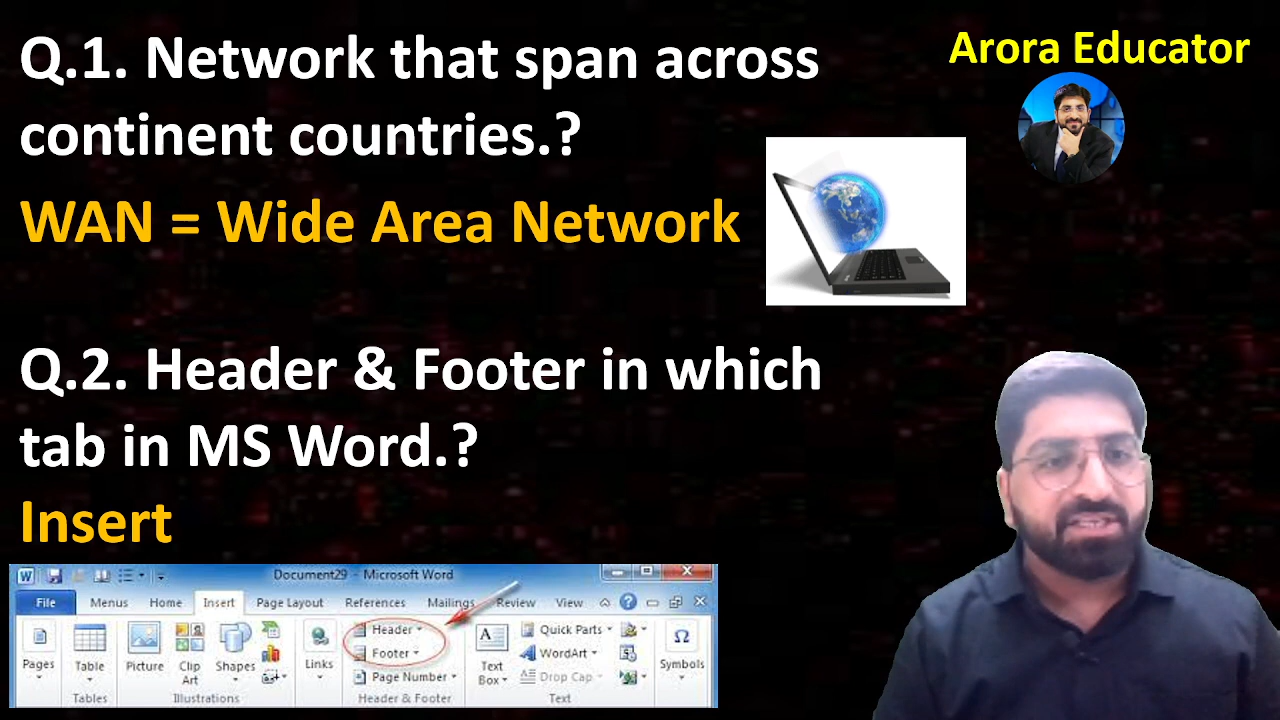 Q.1. Network that span across
continent countries.?
WAN = Wide Area Network
Arora Educator
Q.2. Header & Footer in which
tab in MS Word.?
Insert
Document29 - Microsoft Word
File Menus Home Insert Page Layout References Mailings Review View
Header
Quick Parts
Footer
WordArt
Pages Table Picture Clip Art Shapes Links Page Number Text Box Drop Cap Symbols
Tables Illustrations Header & Footer Text